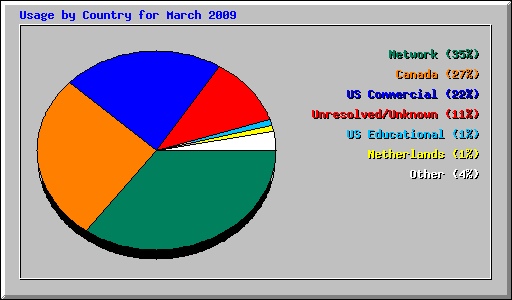 Usage by Country for March 2009
Network (35%)
Canada (27%)
US Commercial (22%)
Unresolved/Unknown (11%)
US Educational (1%)
Netherlands (1%)
Other (4%)